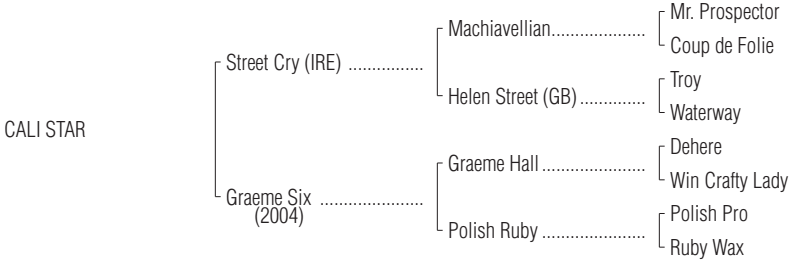 Mr. Prospector
Machiavellian....................
Coup de Folie
Street Cry (IRE) ................
Troy
Helen Street (GB)..............
Waterway
CALI STAR
Dehere
Graeme Hall......................
Win Crafty Lady
Graeme Six ......................
(2004)
Polish Pro
Polish Ruby ......................
Ruby Wax